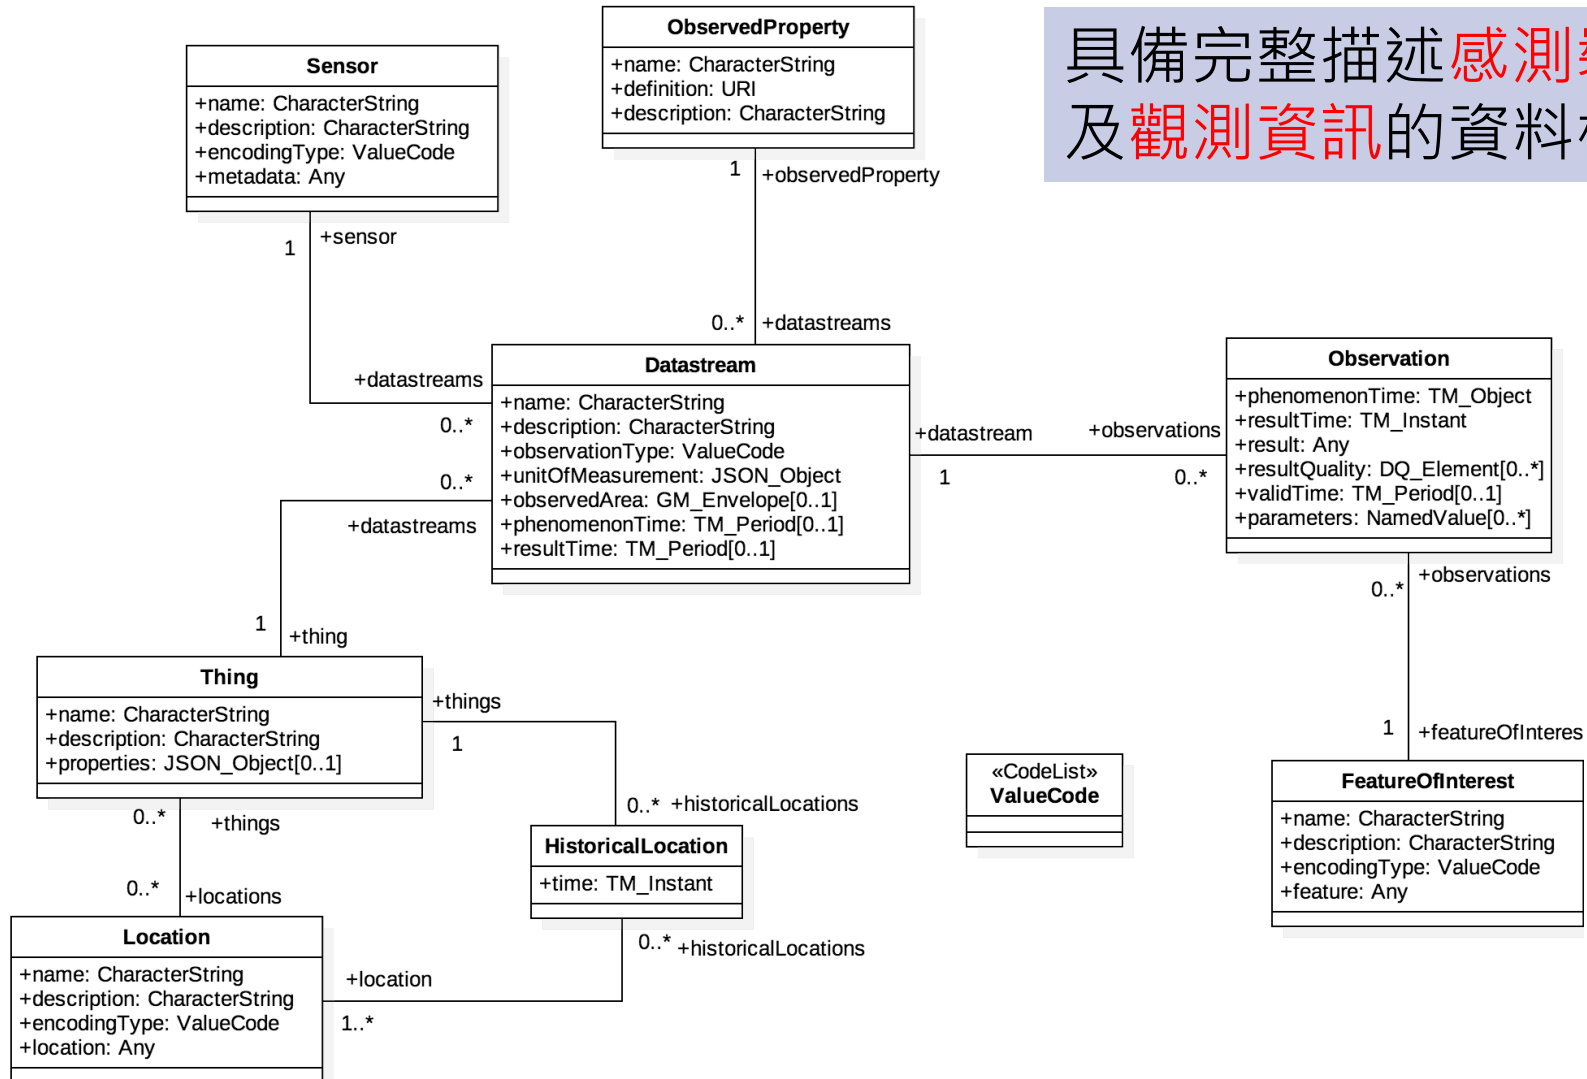 ObservedProperty
+name: CharacterString
+definition: URI
+description: CharacterString
具備完整描述感測
及觀測資訊的資料
Sensor
+name: CharacterString
+description: CharacterString
+encodingType: ValueCode
+metadata: Any
1
+observedProperty
1
+sensor
0..*
+datastreams
+datastreams
0..*
Datastream
+name: CharacterString
+description: CharacterString
+observationType: ValueCode
+unitOfMeasurement: JSON_Object
+observedArea: GM_Envelope[0..1]
+phenomenonTime: TM_Period[0..1]
+resultTime: TM_Period[0..1]
+datastream
1
+observations
0..*
Observation
+phenomenonTime: TM_Object
+resultTime: TM_Instant
+result: Any
+resultQuality: DQ_Element[0..*]
+validTime: TM_Period[0..1]
+parameters: NamedValue[0..*]
0..*
+datastreams
1
+thing
0..*
+observations
1
+featureOfInteres
Thing
+name: CharacterString
+description: CharacterString
+properties: JSON_Object[0..1]
+things
1
0..*
+historicalLocations
0..*
+things
0..*
+locations
HistoricalLocation
+time: TM_Instant
0..*
+historicalLocations
«CodeList»
ValueCode
FeatureOfInterest
+name: CharacterString
+description: CharacterString
+encodingType: ValueCode
+feature: Any
Location
+name: CharacterString
+description: CharacterString
+encodingType: ValueCode
+location: Any
+location
1..*